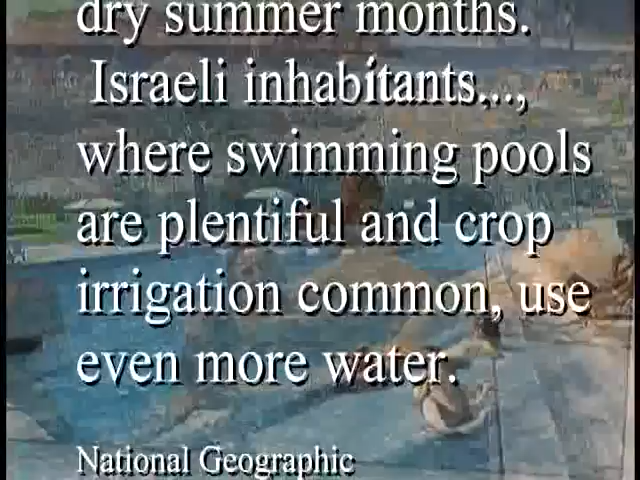 dry summer months.
Israeli inhabitants...,
where swimming pools
are plentiful and crop
irrigation common, use
even more water.
National Geographic